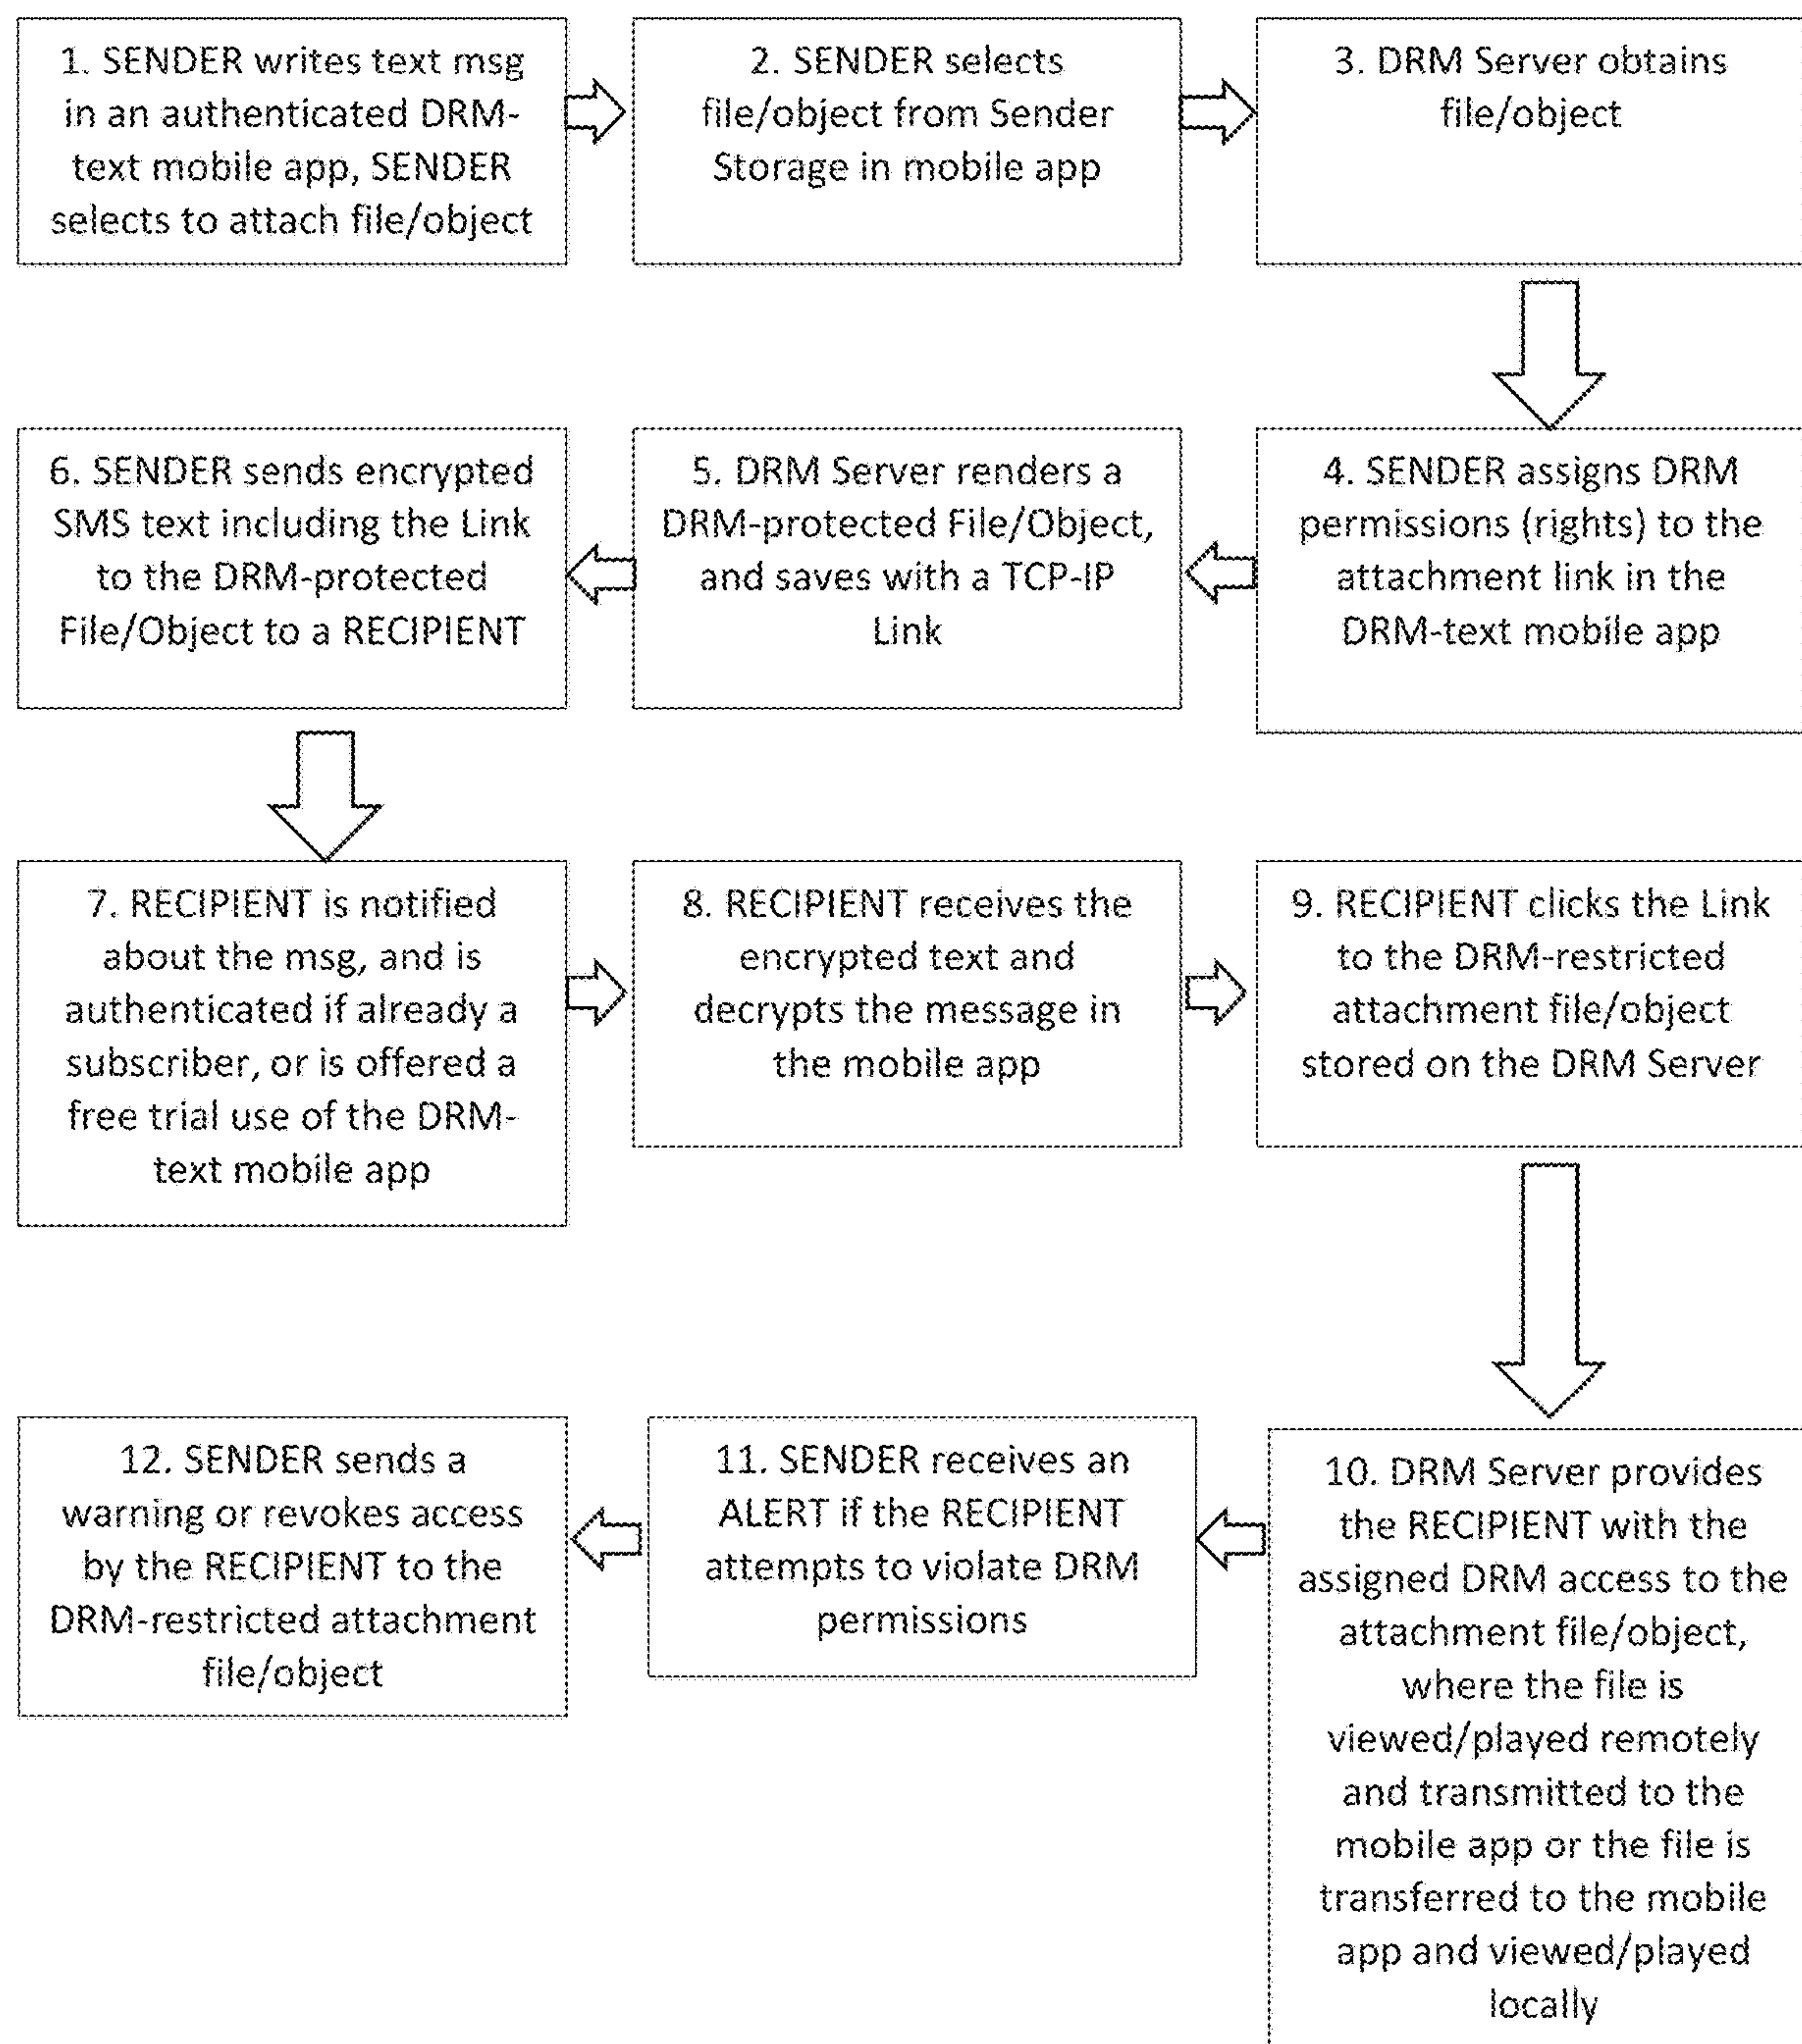 1. SENDER writes text msg
in an authenticated DRM-
text mobile app, SENDER
selects to attach file/object
2. SENDER selects
file/object from Sender
Storage in mobile app
3. DRM Server obtains
file/object
4. SENDER assigns DRM
permissions (rights) to the
attachment link in the
DRM-text mobile app
5. DRM Server renders a
DRM-protected File/Object,
and saves with a TCP-IP
Link
6. SENDER sends encrypted
SMS text including the Link
to the DRM-protected
File/Object to a RECIPIENT
7. RECIPIENT is notified
about the msg, and is
authenticated if already a
subscriber, or is offered a
free trial use of the DRM-
text mobile app
8. RECIPIENT receives the
encrypted text and
decrypts the message in
the mobile app
9. RECIPIENT clicks the Link
to the DRM-restricted
attachment file/object
stored on the DRM Server
10. DRM Server provides
the RECIPIENT with the
assigned DRM access to the
attachment file/object,
where the file is
viewed/played remotely
and transmitted to the
mobile app or the file is
transferred to the mobile
app and viewed/played
locally
11. SENDER receives an
ALERT if the RECIPIENT
attempts to violate DRM
permissions
12. SENDER sends a
warning or revokes access
by the RECIPIENT to the
DRM-restricted attachment
file/object